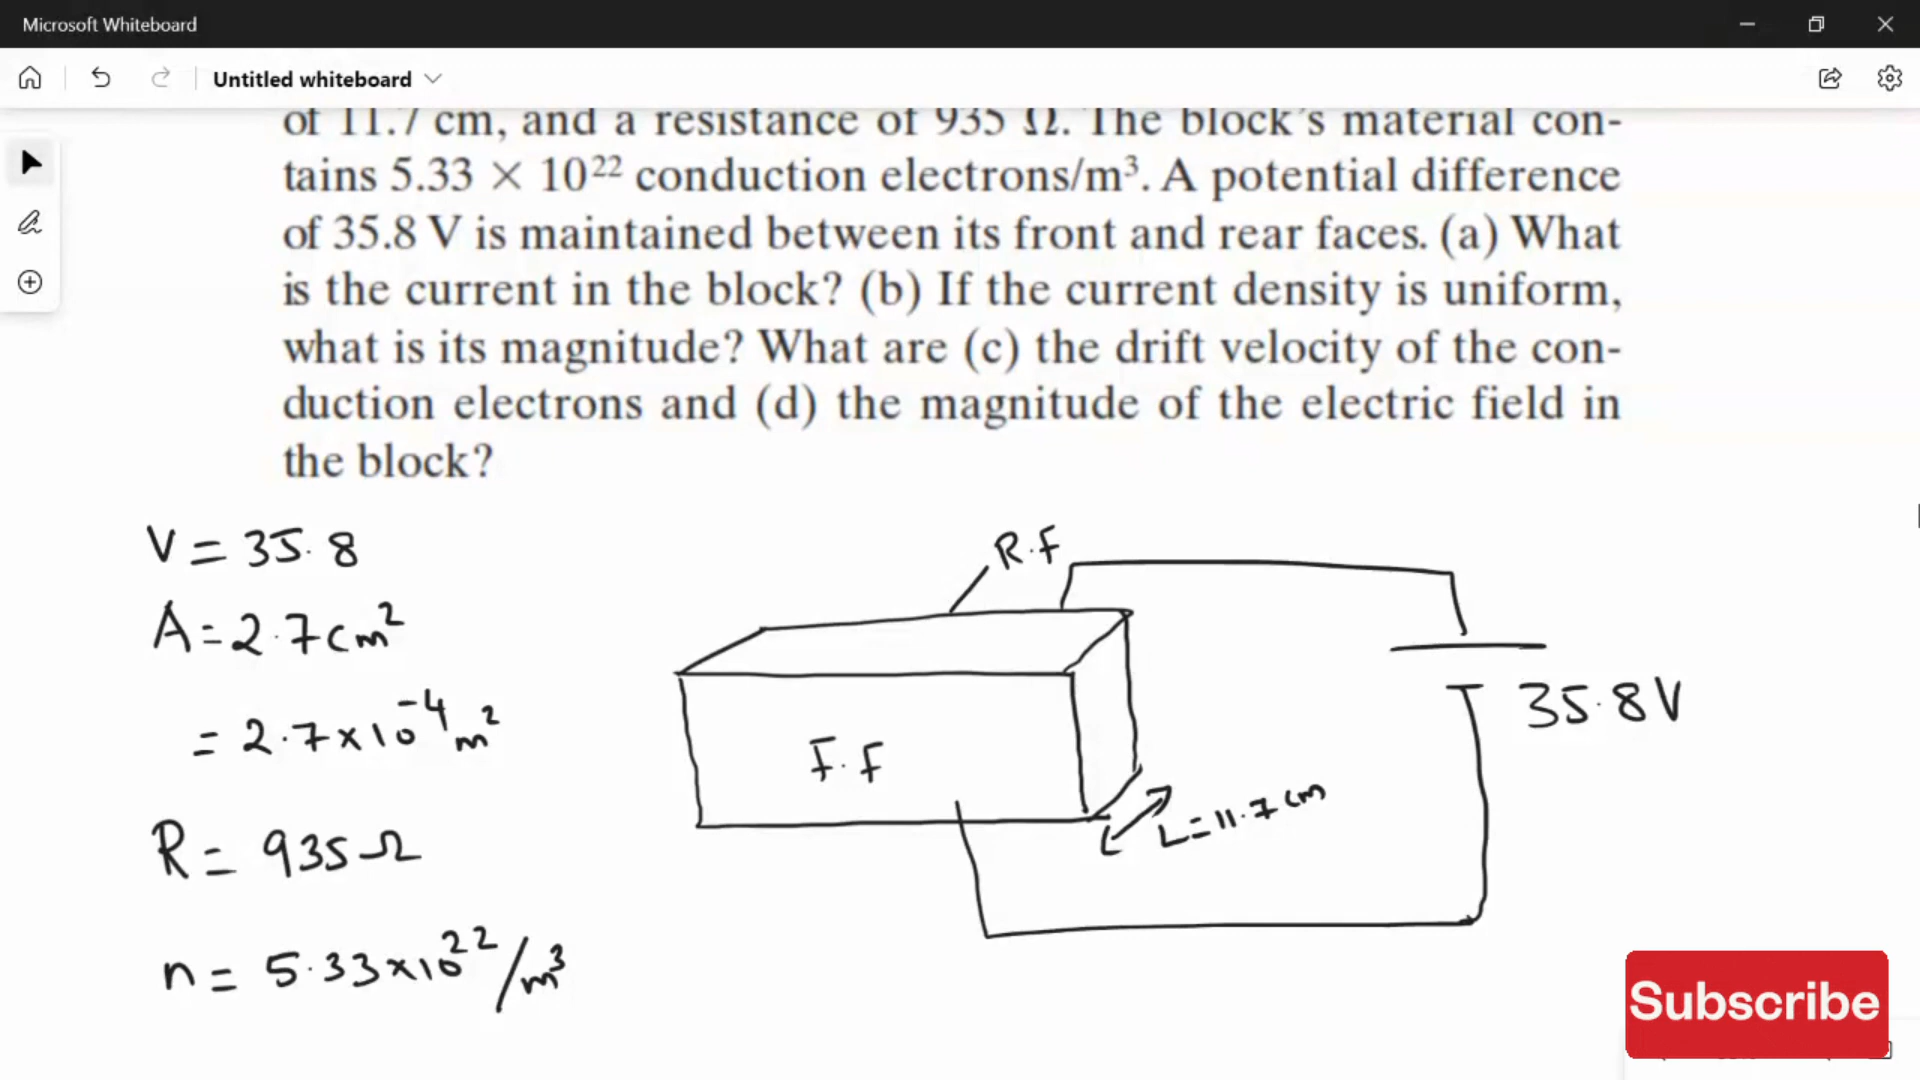 Microsoft Whiteboard
Untitled whiteboard
of 11.7 cm, and a resistance of 935 Ω. The block's material con-
tains 5.33 × 10²² conduction electrons/m³. A potential difference
of 35.8 V is maintained between its front and rear faces. (a) What
is the current in the block? (b) If the current density is uniform,
what is its magnitude? What are (c) the drift velocity of the con-
duction electrons and (d) the magnitude of the electric field in
the block?
V = 35.8
A = 2.7 cm²
= 2.7 × 10⁻⁴ m²
R = 935 Ω
n = 5.33 × 10²² / m³
R.F
F.F
L = 11.7 cm
35.8 V
Subscribe